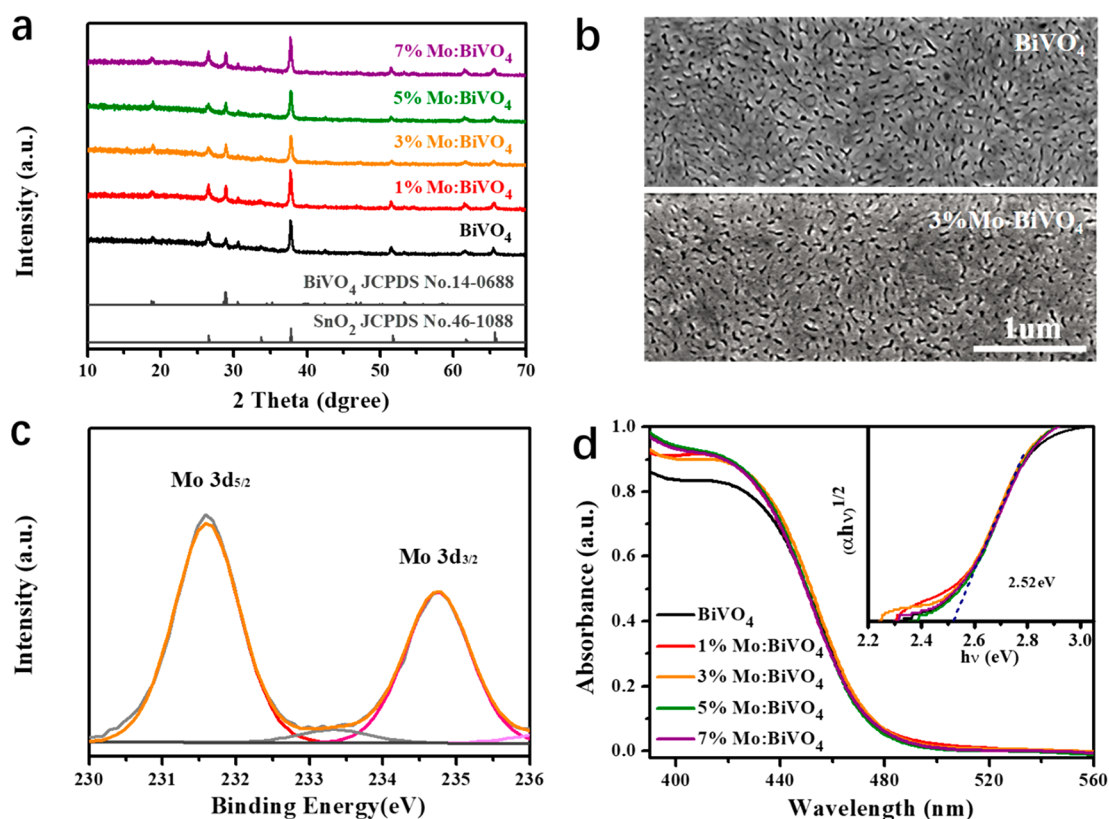 a
7% Mo:BiVO₄
5% Mo:BiVO₄
3% Mo:BiVO₄
1% Mo:BiVO₄
BiVO₄
BiVO₄ JCPDS No.14-0688
SnO₂ JCPDS No.46-1088
Intensity (a.u.)
10 20 30 40 50 60 70
2 Theta (dgree)
b
BiVO₄
3%Mo-BiVO₄
1um
c
Mo 3d₅/₂
Mo 3d₃/₂
Intensity (a.u.)
230 231 232 233 234 235 236
Binding Energy(eV)
d
1.0
0.8
0.6
0.4
0.2
0.0
Absorbance (a.u.)
BiVO₄
1% Mo:BiVO₄
3% Mo:BiVO₄
5% Mo:BiVO₄
7% Mo:BiVO₄
400 440 480 520 560
Wavelength (nm)
(αhν)¹/²
2.52eV
2.2 2.4 2.6 2.8 3.0
hν (eV)